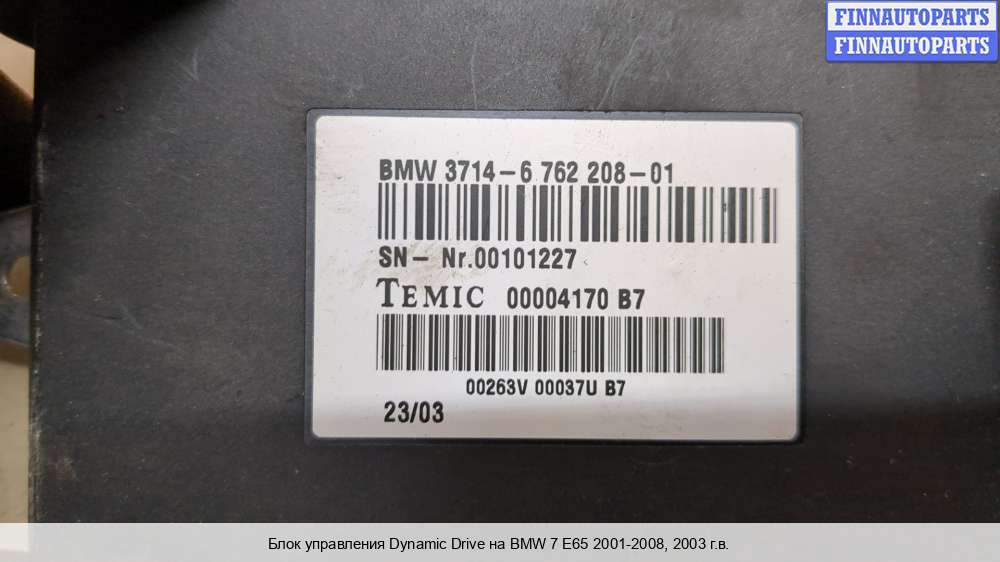 FINNAUTOPARTS
FINNAUTOPARTS
BMW 3714-6 762 208-01
SN- Nr.00101227
TEMIC 00004170 B7
00263V 00037U B7
23/03
Блок управления Dynamic Drive на BMW 7 E65 2001-2008, 2003 г.в.